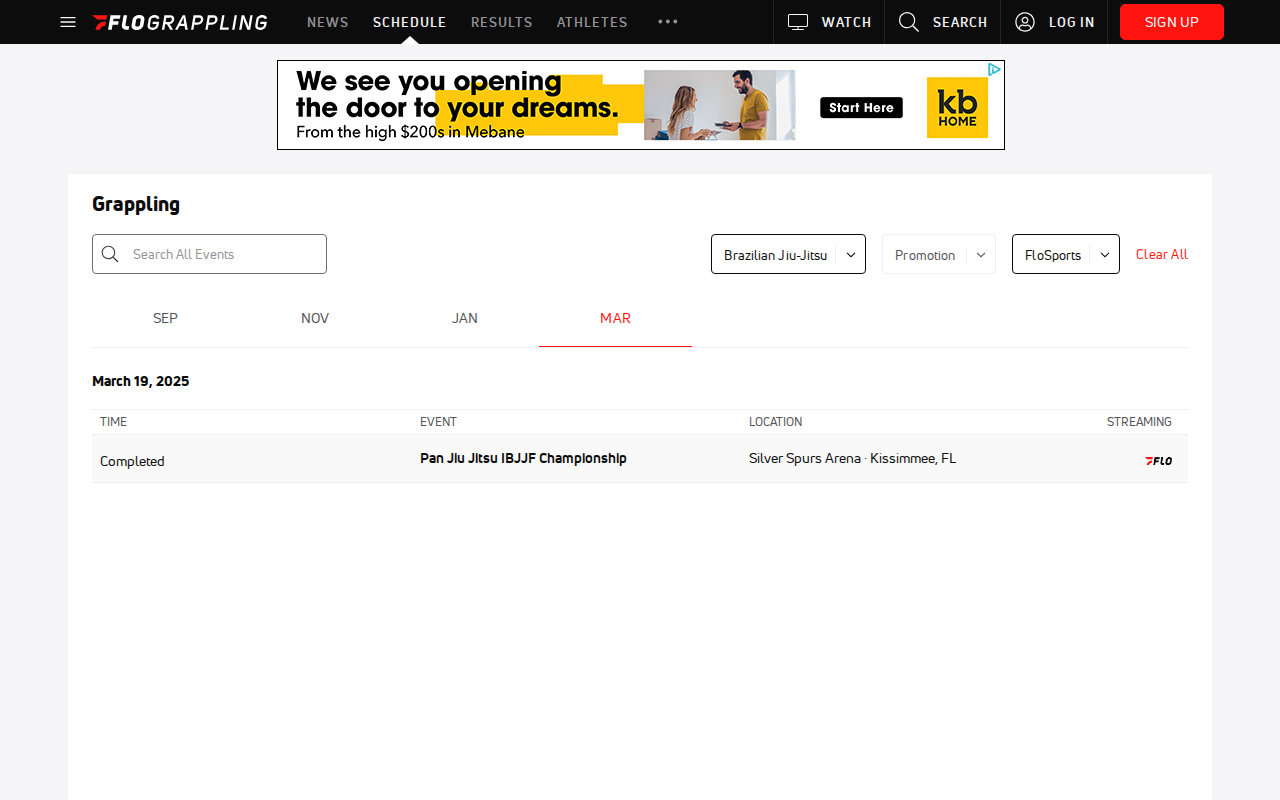 FLOGRAPPLING
NEWS
SCHEDULE
RESULTS
ATHLETES
WATCH
SEARCH
LOG IN
SIGN UP
We see you opening
the door to your dreams.
From the high $200s in Mebane
Start Here
kb
HOME
Grappling
Search All Events
Brazilian Jiu-Jitsu
Promotion
FloSports
Clear All
SEP
NOV
JAN
MAR
March 19, 2025
TIME
EVENT
LOCATION
STREAMING
Completed
Pan Jiu Jitsu IBJJF Championship
Silver Spurs Arena · Kissimmee, FL
FLO